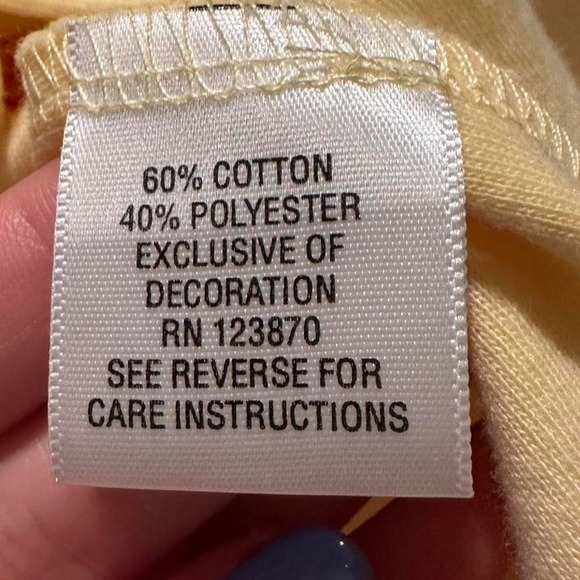 60% COTTON
40% POLYESTER
EXCLUSIVE OF
DECORATION
RN 123870
SEE REVERSE FOR
CARE INSTRUCTIONS